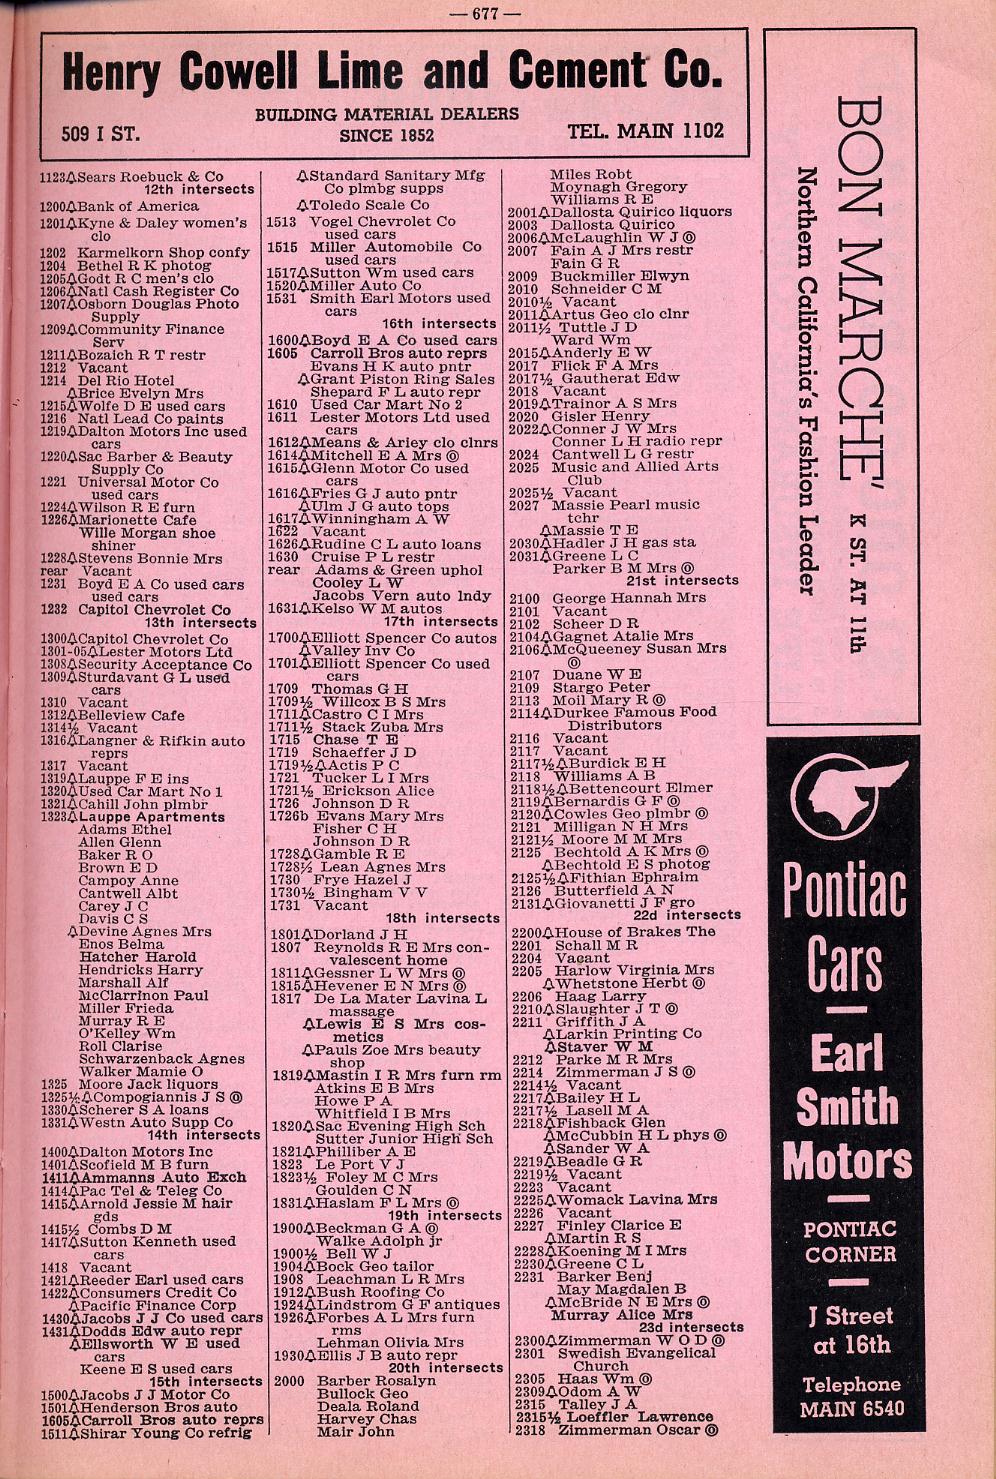 — 677 —
Henry Cowell Lime and Cement Co.
BUILDING MATERIAL DEALERS
509 I ST.
SINCE 1852
TEL. MAIN 1102
1123△Sears Roebuck & Co
12th intersects
1200△Bank of America
1201△Kyne & Daley women's
clo
1202 Karmelkorn Shop confy
1204 Bethel R K photog
1205△Godt R C men's clo
1206△Natl Cash Register Co
1207△Osborn Douglas Photo
Supply
1209△Community Finance
Serv
1211△Bozaich R T restr
1212 Vacant
1214 Del Rio Hotel
△Brice Evelyn Mrs
1215△Wolfe D E used cars
1216 Natl Lead Co paints
1219△Dalton Motors Inc used
cars
1220△Sac Barber & Beauty
Supply Co
1221 Universal Motor Co
used cars
1224△Wilson R E furn
1226△Marionette Cafe
Wille Morgan shoe
shiner
1228△Stevens Bonnie Mrs
rear Vacant
1231 Boyd E A Co used cars
used cars
1232 Capitol Chevrolet Co
13th intersects
1300△Capitol Chevrolet Co
1301-05△Lester Motors Ltd
1308△Security Acceptance Co
1309△Sturdavant G L used
cars
1310 Vacant
1312△Belleview Cafe
1314½ Vacant
1316△Langner & Rifkin auto
reprs
1317 Vacant
1319△Lauppe F E ins
1320△Used Car Mart No 1
1321△Cahill John plmbr
1323△Lauppe Apartments
Adams Ethel
Allen Glenn
Baker R O
Brown E D
Campoy Anne
Cantwell Albt
Carey J C
Davis C S
△Devine Agnes Mrs
Enos Belma
Hatcher Harold
Hendricks Harry
Marshall Alf
McClarrinon Paul
Miller Frieda
Murray R E
O'Kelley Wm
Roll Clarise
Schwarzenback Agnes
Walker Mamie O
1325 Moore Jack liquors
1325½△Compogiannis J S ◎
1330△Scherer S A loans
1331△Westn Auto Supp Co
14th intersects
1400△Dalton Motors Inc
1401△Scofield M B furn
1411△Ammanns Auto Exch
1414△Pac Tel & Teleg Co
1415△Arnold Jessie M hair
gds
1415½ Combs D M
1417△Sutton Kenneth used
cars
1418 Vacant
1421△Reeder Earl used cars
1422△Consumers Credit Co
△Pacific Finance Corp
1430△Jacobs J J Co used cars
1431△Dodds Edw auto repr
△Ellsworth W E used
cars
Keene E S used cars
15th intersects
1500△Jacobs J J Motor Co
1501△Henderson Bros auto
1605△Carroll Bros auto reprs
1511△Shirar Young Co refrig
△Standard Sanitary Mfg
Co plmbg supps
△Toledo Scale Co
1513 Vogel Chevrolet Co
used cars
1515 Miller Automobile Co
used cars
1517△Sutton Wm used cars
1520△Miller Auto Co
1531 Smith Earl Motors used
cars
16th intersects
1600△Boyd E A Co used cars
1605 Carroll Bros auto reprs
Evans H K auto pntr
△Grant Piston Ring Sales
Shepard F L auto repr
1610 Used Car Mart No 2
1611 Lester Motors Ltd used
cars
1612△Means & Arley clo clnrs
1614△Mitchell E A Mrs ◎
1615△Glenn Motor Co used
cars
1616△Fries G J auto pntr
△Ulm J G auto tops
1617△Winningham A W
1622 Vacant
1626△Rudine C L auto loans
1630 Cruise P L restr
rear Adams & Green uphol
Cooley L W
Jacobs Vern auto lndy
1631△Kelso W M autos
17th intersects
1700△Elliott Spencer Co autos
△Valley Inv Co
1701△Elliott Spencer Co used
cars
1709 Thomas G H
1709½ Willcox B S Mrs
1711△Castro C I Mrs
1711½ Stack Zuba Mrs
1715 Chase T E
1719 Schaeffer J D
1719½△Actis P C
1721 Tucker L I Mrs
1721½ Erickson Alice
1726 Johnson D R
1726b Evans Mary Mrs
Fisher C H
Johnson D R
1728△Gamble R E
1728½ Lean Agnes Mrs
1730 Frye Hazel J
1730½ Bingham V V
1731 Vacant
18th intersects
1801△Dorland J H
1807 Reynolds R E Mrs con-
valescent home
1811△Gessner L W Mrs ◎
1815△Hevener E N Mrs ◎
1817 De La Mater Lavina L
massage
△Lewis E S Mrs cos-
metics
△Pauls Zoe Mrs beauty
shop
1819△Mastin I R Mrs furn rm
Atkins E B Mrs
Howe P A
Whitfield I B Mrs
1820△Sac Evening High Sch
Sutter Junior High Sch
1821△Philliber A E
1823 Le Port V J
1823½ Foley M C Mrs
Goulden C N
1831△Haslam F L Mrs ◎
19th intersects
1900△Beckman G A ◎
Walke Adolph jr
1900½ Bell W J
1904△Bock Geo tailor
1908 Leachman L R Mrs
1912△Bush Roofing Co
1924△Lindstrom G F antiques
1926△Forbes A L Mrs furn
rms
Lehman Olivia Mrs
1930△Ellis J B auto repr
20th intersects
2000 Barber Rosalyn
Bullock Geo
Deala Roland
Harvey Chas
Mair John
Miles Robt
Moynagh Gregory
Williams R E
2001△Dallosta Quirico liquors
2003 Dallosta Quirico
2006△McLaughlin W J ◎
2007 Fain A J Mrs restr
Fain G R
2009 Buckmiller Elwyn
2010 Schneider C M
2010½ Vacant
2011△Artus Geo clo clnr
2011½ Tuttle J D
Ward Wm
2015△Anderly E W
2017 Flick F A Mrs
2017½ Gautherat Edw
2018 Vacant
2019△Trainor A S Mrs
2020 Gisler Henry
2022△Conner J W Mrs
Conner L H radio repr
2024 Cantwell L G restr
2025 Music and Allied Arts
Club
2025½ Vacant
2027 Massie Pearl music
tchr
△Massie T E
2030△Hadler J H gas sta
2031△Greene L C
Parker B M Mrs ◎
21st intersects
2100 George Hannah Mrs
2101 Vacant
2102 Scheer D R
2104△Gagnet Atalie Mrs
2106△McQueeney Susan Mrs
◎
2107 Duane W E
2109 Stargo Peter
2113 Moil Mary R ◎
2114△Durkee Famous Food
Distributors
2116 Vacant
2117 Vacant
2117½△Burdick E H
2118 Williams A B
2118½△Bettencourt Elmer
2119△Bernardis G F ◎
2120△Cowles Geo plmbr ◎
2121 Milligan N H Mrs
2121½ Moore M M Mrs
2125 Bechtold A K Mrs ◎
△Bechtold E S photog
2125½△Fithian Ephraim
2126 Butterfield A N
2131△Giovanetti J F gro
22d intersects
2200△House of Brakes The
2201 Schall M R
2204 Vacant
2205 Harlow Virginia Mrs
△Whetstone Herbt ◎
2206 Haag Larry
2210△Slaughter J T ◎
2211 Griffith J A
△Larkin Printing Co
△Staver W M
2212 Parke M R Mrs
2214 Zimmerman J S ◎
2214½ Vacant
2217△Bailey H L
2217½ Lasell M A
2218△Fishback Glen
△McCubbin H L phys ◎
△Sander W A
2219△Beadle G R
2219½ Vacant
2223 Vacant
2225△Womack Lavina Mrs
2226 Vacant
2227 Finley Clarice E
△Martin R S
2228△Koening M I Mrs
2230△Greene C L
2231 Barker Benj
May Magdalen B
△McBride N E Mrs ◎
Murray Alice Mrs
23d intersects
2300△Zimmerman W O D ◎
2301 Swedish Evangelical
Church
2305 Haas Wm ◎
2309△Odom A W
2315 Talley J A
2315½ Loeffler Lawrence
2318 Zimmerman Oscar ◎
BON MARCHE' K ST. AT 11th
Northern California's Fashion Leader
Pontiac
Cars
Earl
Smith
Motors
PONTIAC
CORNER
J Street
at 16th
Telephone
MAIN 6540